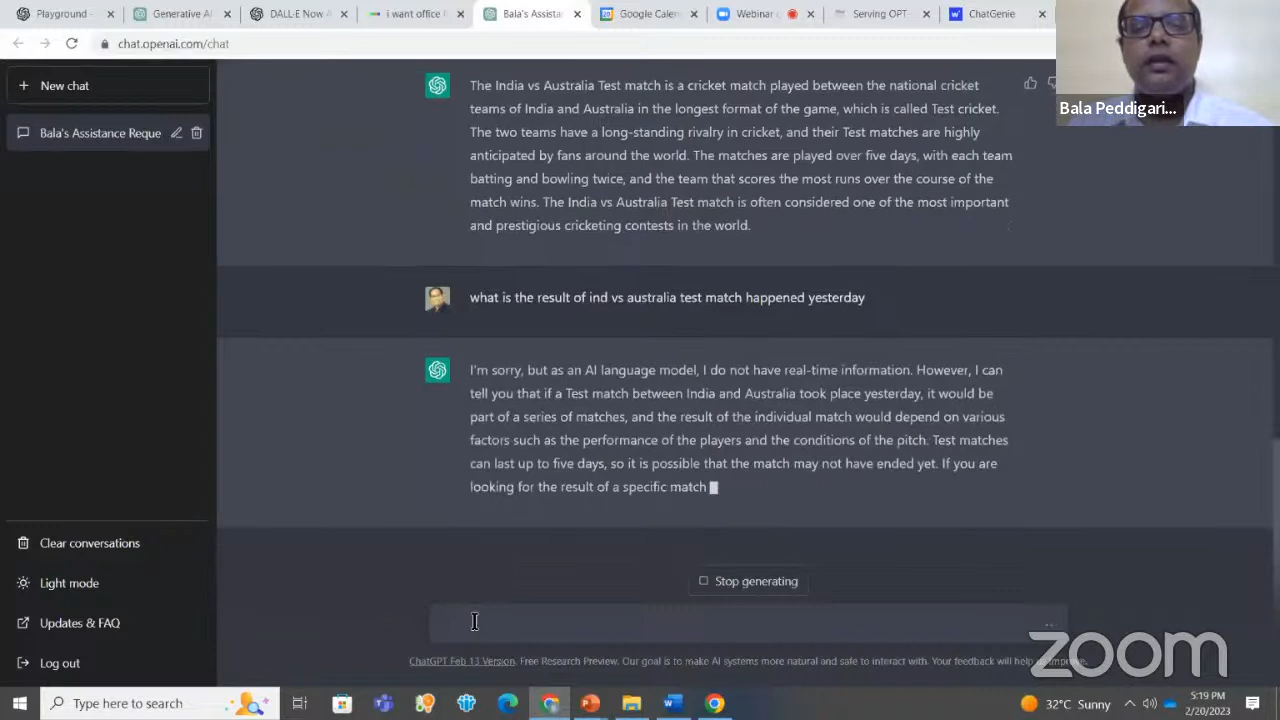 Playground -
Generative AI
DALL·E Now A
i want office
Bala's Assista
Google Calen
Webinar
Serving OPT-
ChatGenie
chat.openai.com/chat
Bala Peddigari...
New chat
Bala's Assistance Reque
The India vs Australia Test match is a cricket match played between the national cricket
teams of India and Australia in the longest format of the game, which is called Test cricket.
The two teams have a long-standing rivalry in cricket, and their Test matches are highly
anticipated by fans around the world. The matches are played over five days, with each team
batting and bowling twice, and the team that scores the most runs over the course of the
match wins. The India vs Australia Test match is often considered one of the most important
and prestigious cricketing contests in the world.
what is the result of ind vs australia test match happened yesterday
I'm sorry, but as an AI language model, I do not have real-time information. However, I can
tell you that if a Test match between India and Australia took place yesterday, it would be
part of a series of matches, and the result of the individual match would depend on various
factors such as the performance of the players and the conditions of the pitch. Test matches
can last up to five days, so it is possible that the match may not have ended yet. If you are
looking for the result of a specific match
Clear conversations
Light mode
Updates & FAQ
Log out
Stop generating
ChatGPT Feb 13 Version. Free Research Preview. Our goal is to make AI systems more natural and safe to interact with. Your feedback will help us improve.
zoom
Type here to search
32°C Sunny
5:19 PM
2/20/2023